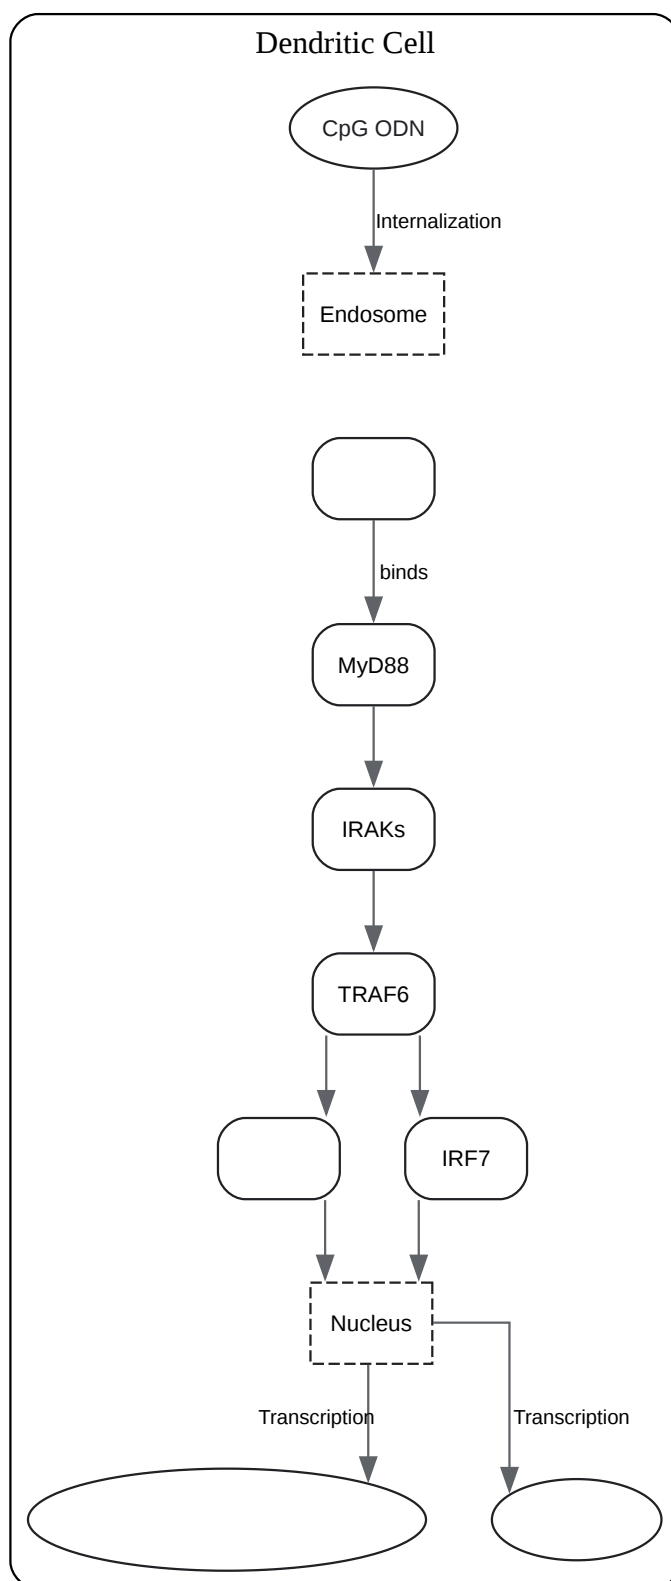 Dendritic Cell
CpG ODN
Internalization
Endosome
binds
MyD88
IRAKs
TRAF6
IRF7
Nucleus
Transcription
Transcription